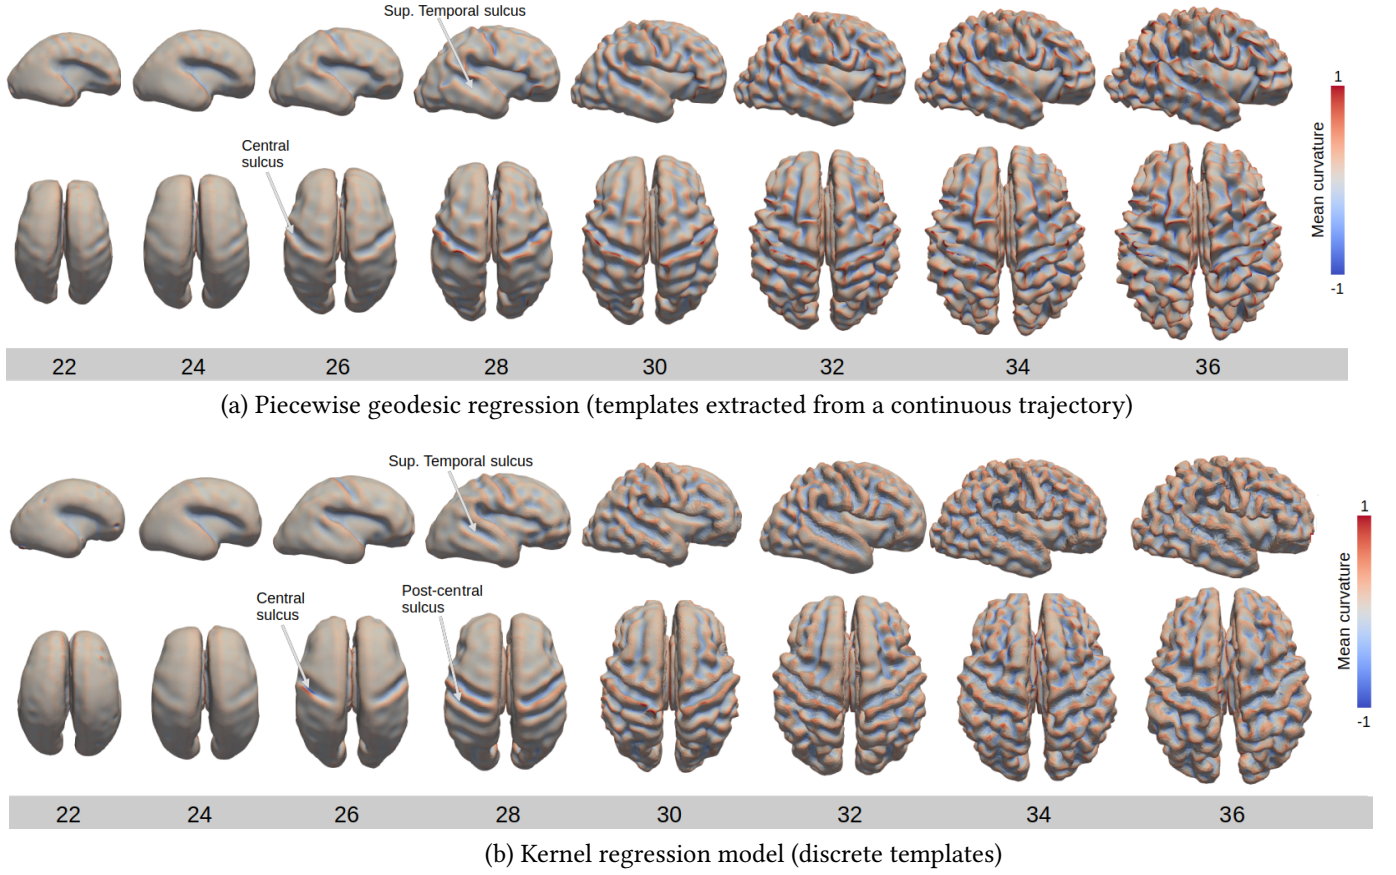 Sup. Temporal sulcus
Central
sulcus
1
Mean curvature
-1
22 24 26 28 30 32 34 36
(a) Piecewise geodesic regression (templates extracted from a continuous trajectory)
Sup. Temporal sulcus
Central
sulcus
Post-central
sulcus
1
Mean curvature
-1
22 24 26 28 30 32 34 36
(b) Kernel regression model (discrete templates)